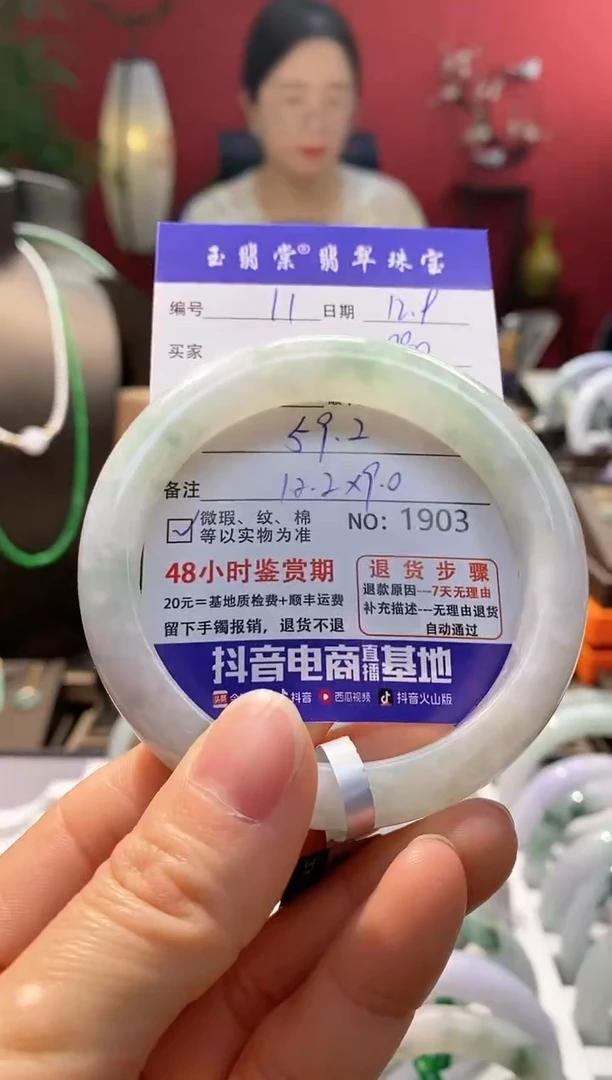 玉翡棠®翡翠珠宝
编号 11 日期 12.9
买家
59.2
备注 12.2×9.0
微瑕、纹、棉
等以实物为准
NO: 1903
48小时鉴赏期
20元=基地质检费+顺丰运费
留下手镯报销，退货不退
退货步骤
退款原因---7天无理由
补充描述---无理由退货
自动通过
抖音电商直播基地
头条 抖音 西瓜视频 抖音火山版